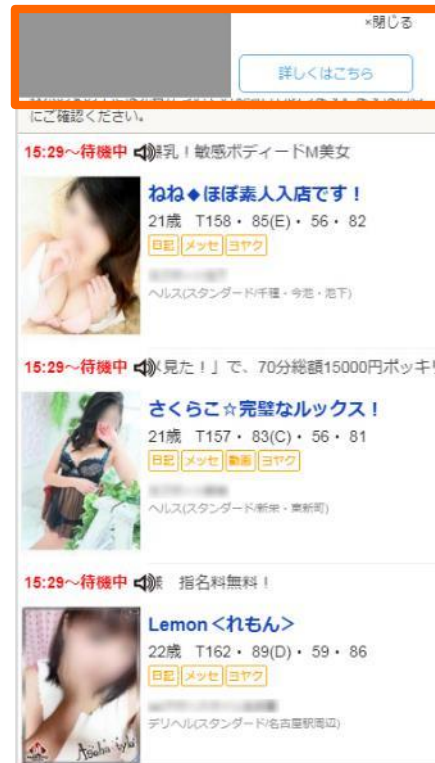 ×閉じる
詳しくはこちら
にご確認ください。
15:29～待機中 乳！敏感ボディードM美女
ねね◆ほぼ素人入店です！
21歳 T158・85(E)・56・82
日記 メッセ ヨヤク
ヘルス(スタンダード/千種・今池・池下)
15:29～待機中 見た！」で、70分総額15000円ポッキリ
さくらこ☆完璧なルックス！
21歳 T157・83(C)・56・81
日記 メッセ 動画 ヨヤク
ヘルス(スタンダード/新栄・東新町)
15:29～待機中 指名料無料！
Lemon＜れもん＞
22歳 T162・89(D)・59・86
日記 メッセ ヨヤク
デリヘル(スタンダード/名古屋駅周辺)